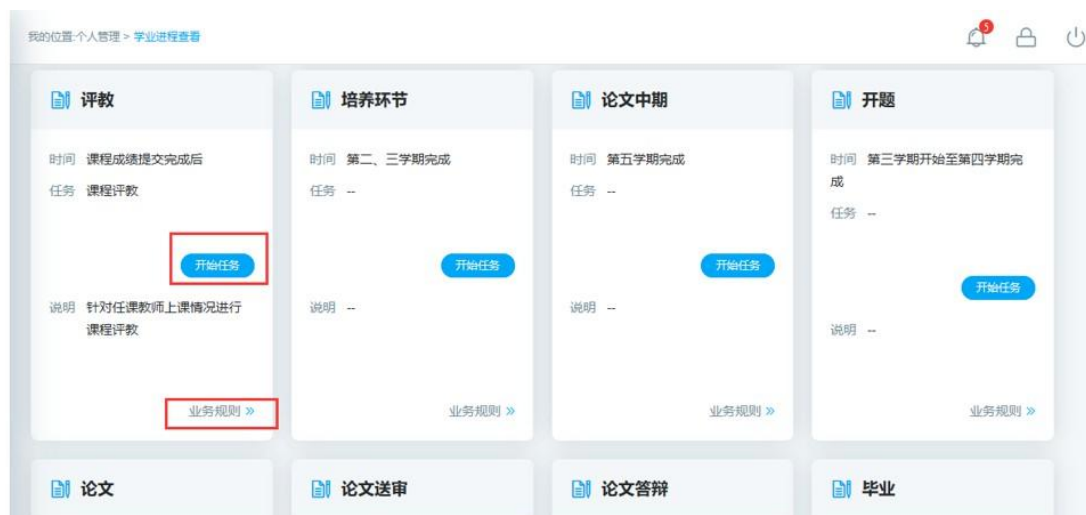 我的位置:个人管理 > 学业进程查看
5
评教
时间 课程成绩提交完成后
任务 课程评教
开始任务
说明 针对任课教师上课情况进行
课程评教
业务规则 »
培养环节
时间 第二、三学期完成
任务 --
开始任务
说明 --
业务规则 »
论文中期
时间 第五学期完成
任务 --
开始任务
说明 --
业务规则 »
开题
时间 第三学期开始至第四学期完
成
任务 --
开始任务
说明 --
业务规则 »
论文
论文送审
论文答辩
毕业